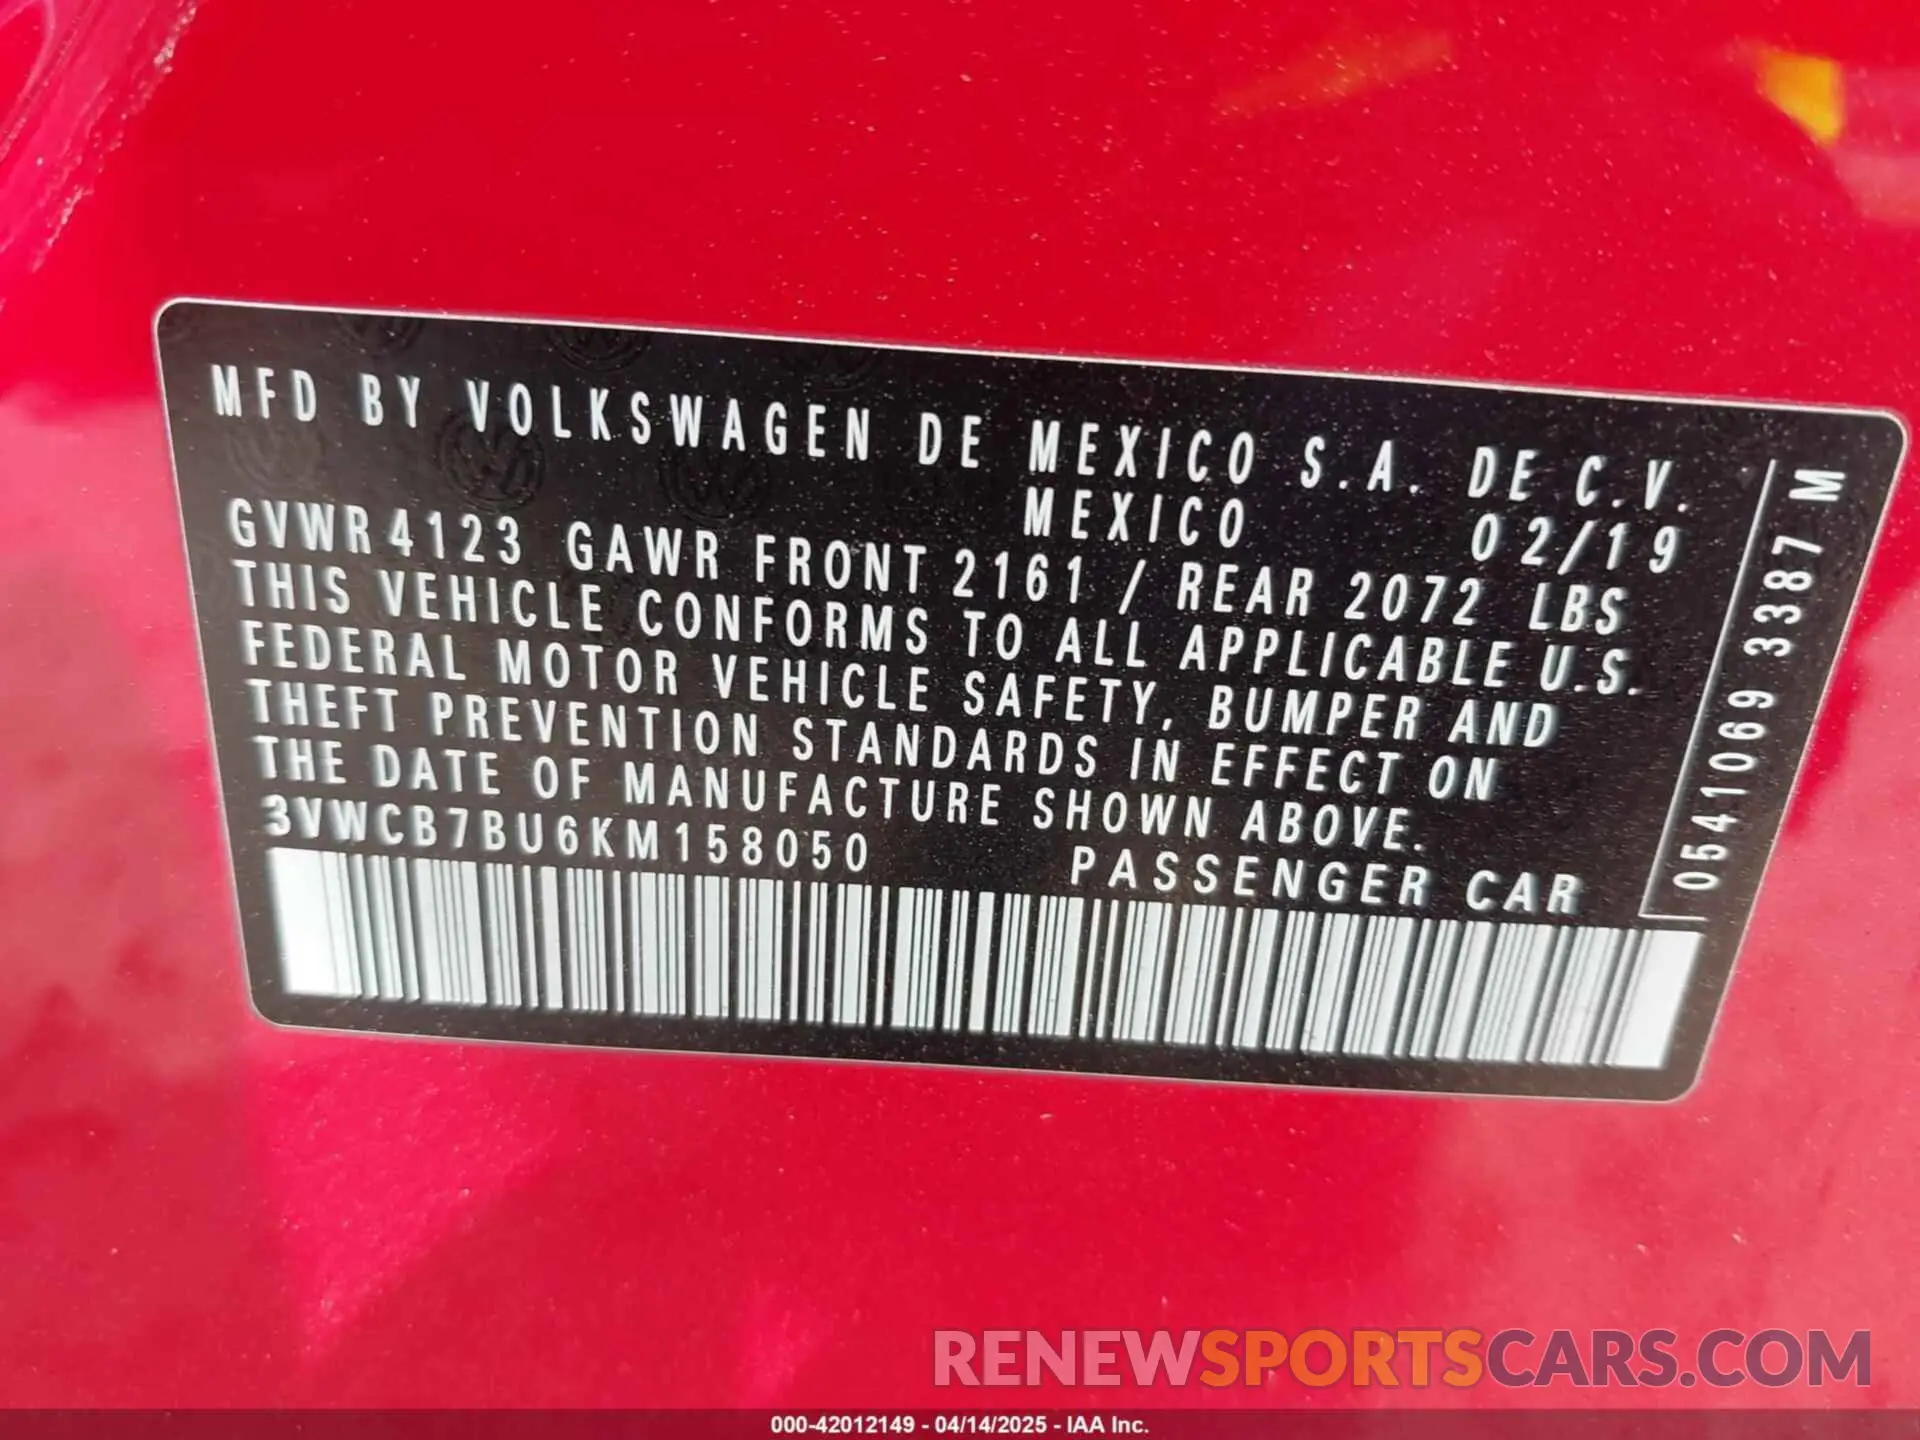 MFD BY VOLKSWAGEN DE MEXICO S.A. DE C.V.
MEXICO 02/19
GVWR 4123 GAWR FRONT 2161 / REAR 2072 LBS
THIS VEHICLE CONFORMS TO ALL APPLICABLE U.S.
FEDERAL MOTOR VEHICLE SAFETY, BUMPER AND
THEFT PREVENTION STANDARDS IN EFFECT ON
THE DATE OF MANUFACTURE SHOWN ABOVE.
3VWCB7BU6KM158050 PASSENGER CAR
0541069 3387 M
RENEWSPORTSCARS.COM
000-42012149 - 04/14/2025 - IAA Inc.